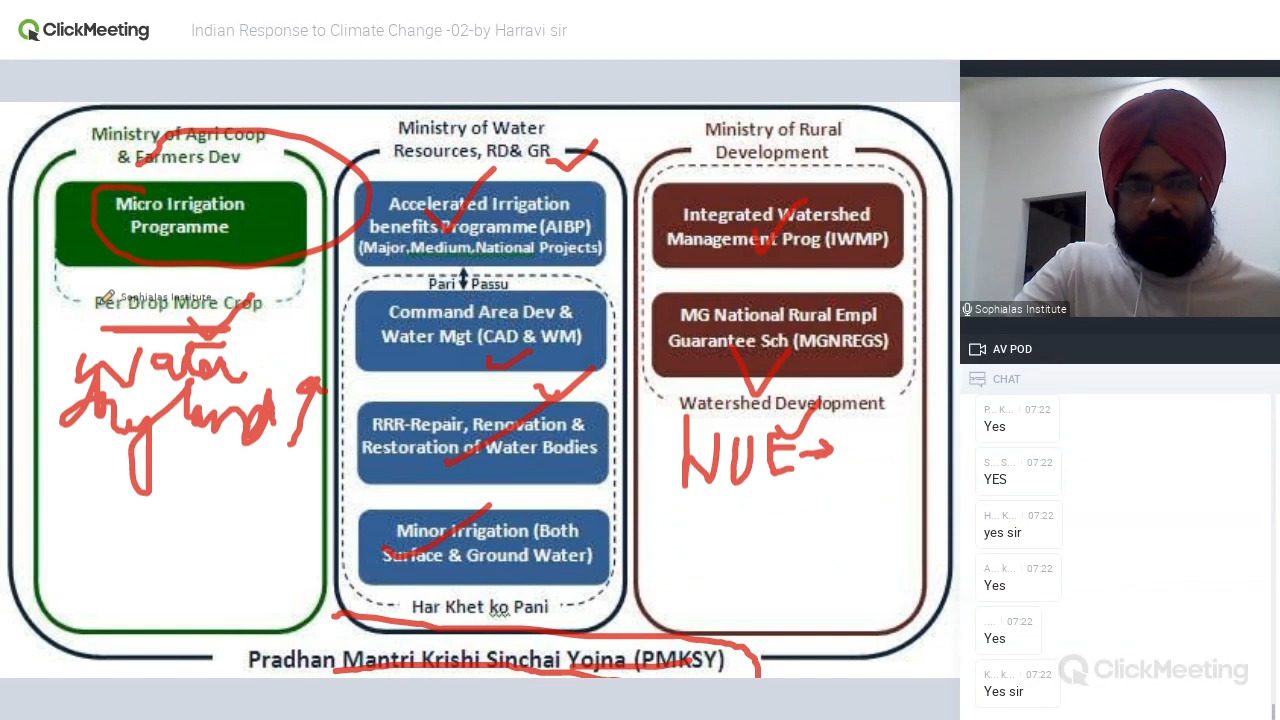 ClickMeeting
Indian Response to Climate Change -02-by Harravi sir
Ministry of Agri Coop
& Farmers Dev
Micro Irrigation
Programme
Per Drop More Crop
Sophialas Institute
water
Ministry of Water
Resources, RD& GR
Accelerated Irrigation
benefits Programme (AIBP)
(Major,Medium,National Projects)
Pari Passu
Command Area Dev &
Water Mgt (CAD & WM)
RRR-Repair, Renovation &
Restoration of Water Bodies
Minor Irrigation (Both
Surface & Ground Water)
Har Khet ko Pani
Ministry of Rural
Development
Integrated Watershed
Management Prog (IWMP)
MG National Rural Empl
Guarantee Sch (MGNREGS)
Watershed Development
WUE
Pradhan Mantri Krishi Sinchai Yojna (PMKSY)
Sophialas Institute
AV POD
CHAT
P... K... 07:22
Yes
S... S... 07:22
YES
H... K... 07:22
yes sir
A... k... 07:22
Yes
.... 07:22
Yes
K... k... 07:22
Yes sir
ClickMeeting